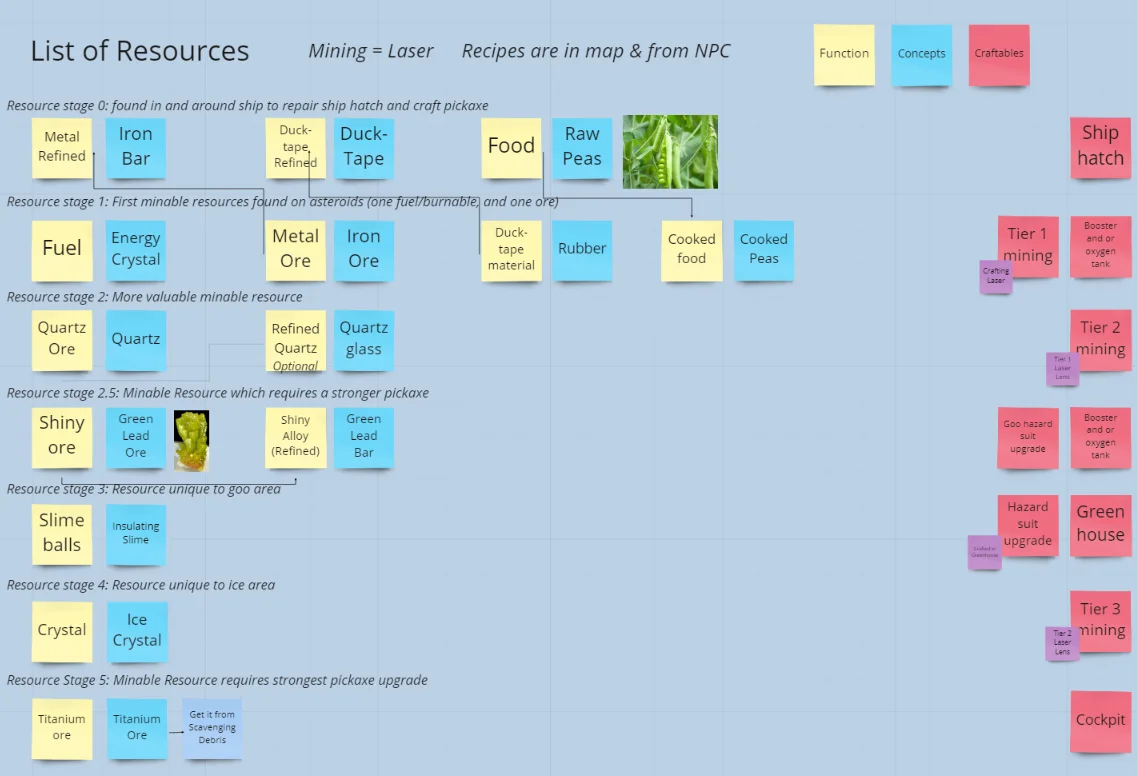 List of Resources
Mining = Laser
Recipes are in map & from NPC
Function
Concepts
Craftables
Resource stage 0: found in and around ship to repair ship hatch and craft pickaxe
Metal
Refined
Iron
Bar
Duck-
tape
Refined
Duck-
Tape
Food
Raw
Peas
Ship
hatch
Resource stage 1: First minable resources found on asteroids (one fuel/burnable, and one ore)
Fuel
Energy
Crystal
Metal
Ore
Iron
Ore
Duck-
tape
material
Rubber
Cooked
food
Cooked
Peas
Tier 1
mining
Crafting
Laser
Booster
and or
oxygen
tank
Resource stage 2: More valuable minable resource
Quartz
Ore
Quartz
Refined
Quartz
Optional
Quartz
glass
Tier 2
mining
Tier 1
Laser
Lens
Resource stage 2.5: Minable Resource which requires a stronger pickaxe
Shiny
ore
Green
Lead
Ore
Shiny
Alloy
(Refined)
Green
Lead
Bar
Goo hazard
suit
upgrade
Booster
and or
oxygen
tank
Resource stage 3: Resource unique to goo area
Slime
balls
Insulating
Slime
Hazard
suit
upgrade
Green
house
Resource stage 4: Resource unique to ice area
Crystal
Ice
Crystal
Tier 3
mining
Tier 2
Laser
Lens
Resource Stage 5: Minable Resource requires strongest pickaxe upgrade
Titanium
ore
Titanium
Ore
Get it from
Scavenging
Debris
Cockpit